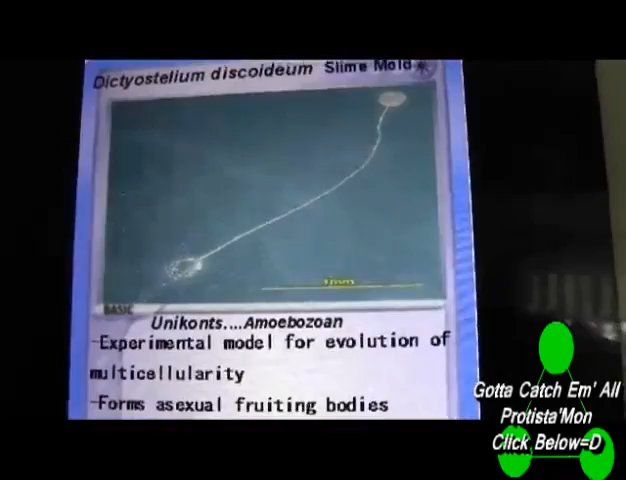 Dictyostelium discoideum Slime Mold
1mm
BASIC
Unikonts....Amoebozoan
-Experimental model for evolution of
multicellularity
-Forms asexual fruiting bodies
Gotta Catch Em' All
Protista'Mon
Click Below=D